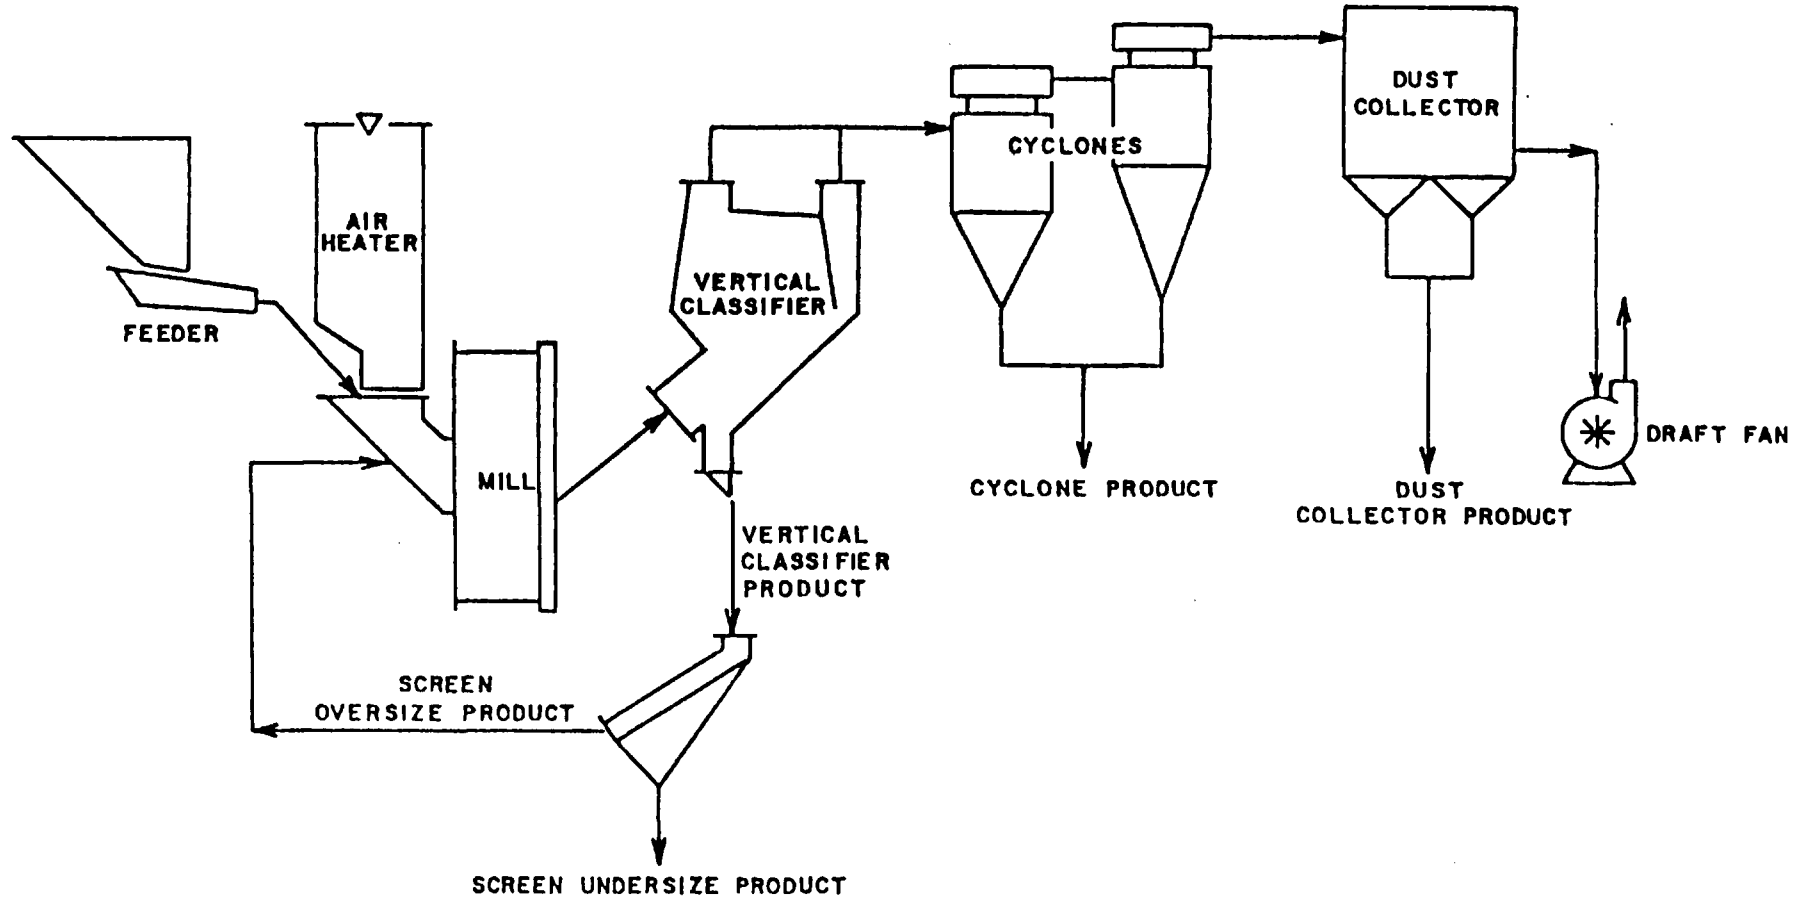 DUST
COLLECTOR
CYCLONES
AIR
HEATER
VERTICAL
CLASSIFIER
FEEDER
MILL
DRAFT FAN
CYCLONE PRODUCT
DUST
COLLECTOR PRODUCT
VERTICAL
CLASSIFIER
PRODUCT
SCREEN
OVERSIZE PRODUCT
SCREEN UNDERSIZE PRODUCT